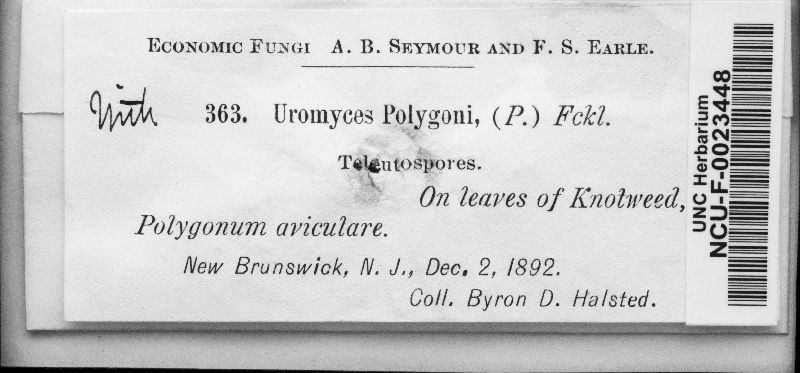 ECONOMIC FUNGI A. B. SEYMOUR AND F. S. EARLE.
With 363. Uromyces Polygoni, (P.) Fckl.
Teleutospores.
On leaves of Knotweed,
Polygonum aviculare.
New Brunswick, N. J., Dec. 2, 1892.
Coll. Byron D. Halsted.
UNC Herbarium
NCU-F-0023448